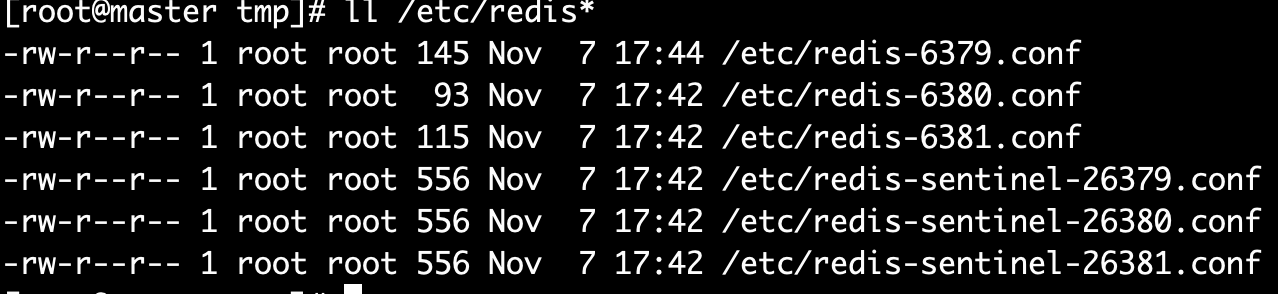 [root@master tmp]# ll /etc/redis*
-rw-r--r-- 1 root root 145 Nov  7 17:44 /etc/redis-6379.conf
-rw-r--r-- 1 root root  93 Nov  7 17:42 /etc/redis-6380.conf
-rw-r--r-- 1 root root 115 Nov  7 17:42 /etc/redis-6381.conf
-rw-r--r-- 1 root root 556 Nov  7 17:42 /etc/redis-sentinel-26379.conf
-rw-r--r-- 1 root root 556 Nov  7 17:42 /etc/redis-sentinel-26380.conf
-rw-r--r-- 1 root root 556 Nov  7 17:42 /etc/redis-sentinel-26381.conf